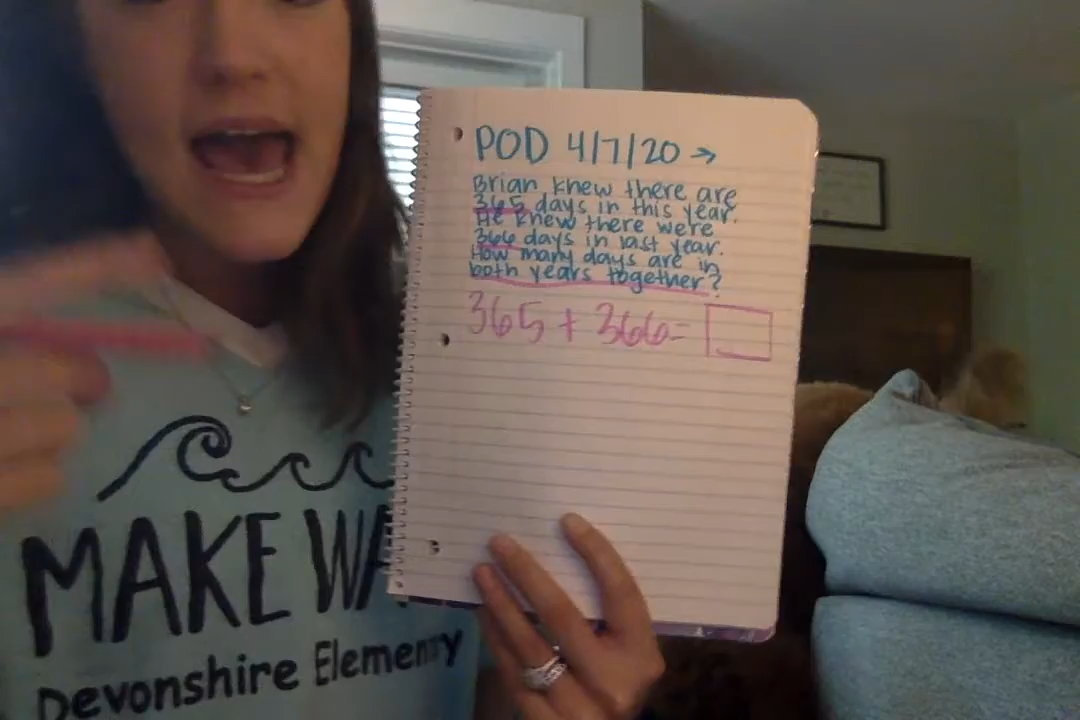 POD 4/7/20 →
Brian knew there are
365 days in this year.
He knew there were
366 days in last year.
How many days are in
both years together?
365 + 366=
MAKE WA
Devonshire Elemen